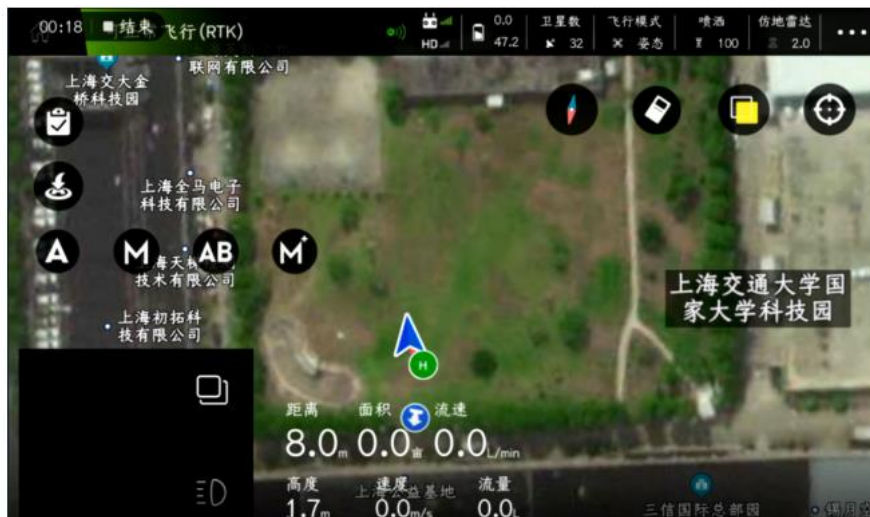 00:18 结束 飞行(RTK)
HD
0.0
47.2
卫星数
32
飞行模式
姿态
喷洒
100
仿地雷达
2.0
联网有限公司
上海交大金
桥科技园
上海全马电子
科技有限公司
A
M
AB
M+
技术有限公司
上海初拓科
技有限公司
上海交通大学国
家大学科技园
H
距离 面积 流速
8.0m 0.0亩 0.0L/min
高度 速度 流量
1.7m 0.0m/s 0.0L
上海公益基地
三信国际总部园